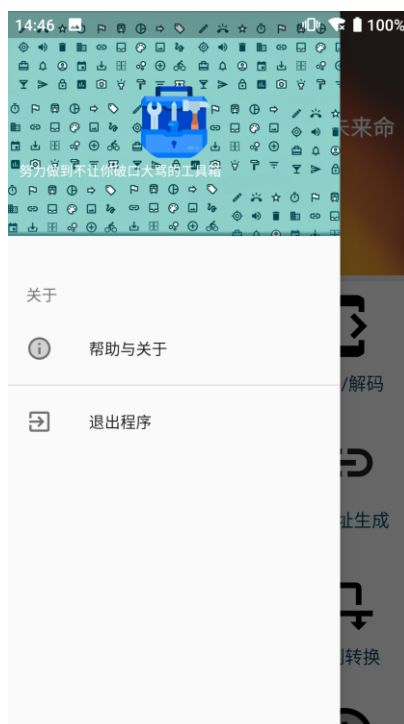 14:46
100%
未来命
努力做到不让你破口大骂的工具箱
关于
帮助与关于
/解码
退出程序
址生成
转换